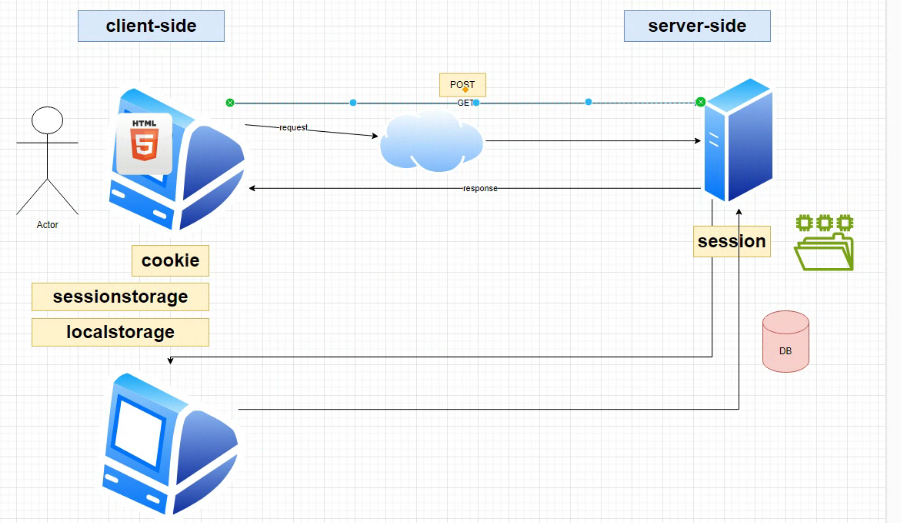 client-side
server-side
POST
GET
HTML
5
request
response
Actor
session
cookie
sessionstorage
localstorage
DB